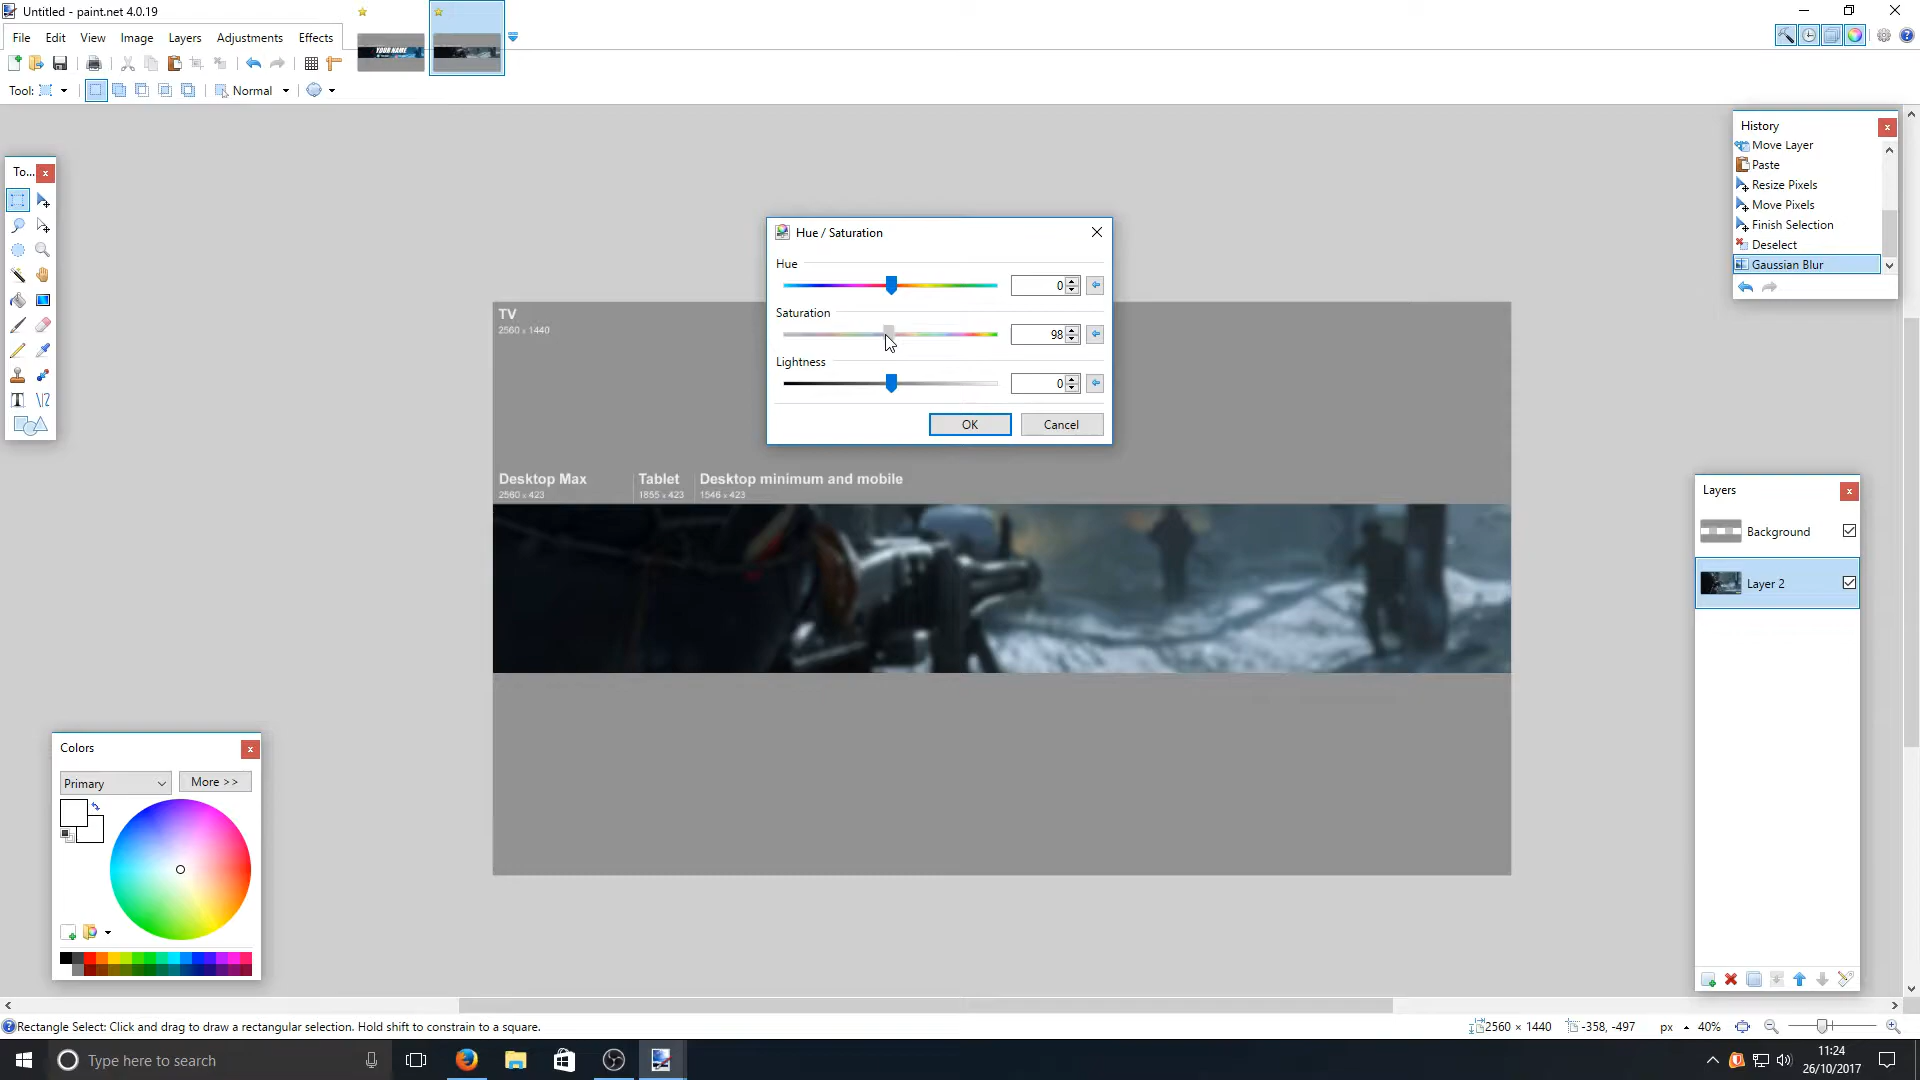 Untitled - paint.net 4.0.19
File Edit View Image Layers Adjustments Effects
YOUR NAME
Tool: Normal
To...
History
Move Layer
Paste
Resize Pixels
Move Pixels
Finish Selection
Deselect
Gaussian Blur
Hue / Saturation
Hue
0
Saturation
98
Lightness
0
OK Cancel
TV
2560 x 1440
Desktop Max Tablet Desktop minimum and mobile
2560 x 423 1855 x 423 1546 x 423
Layers
Background
Layer 2
Colors
Primary More >>
Rectangle Select: Click and drag to draw a rectangular selection. Hold shift to constrain to a square.
2560 × 1440 -358, -497 px 40%
Type here to search
11:24
26/10/2017